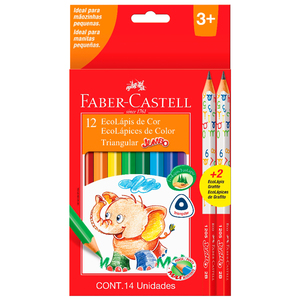 Ideal para
mãozinhas
pequenas.
Ideal para
manitas
pequeñas.
3+
FABER-CASTELL
since 1761
12 EcoLápis de Cor
EcoLápices de Color
Triangular JUMBO
+2
EcoLápis
Grafite
EcoLápices
de Grafito
CONT.14 Unidades